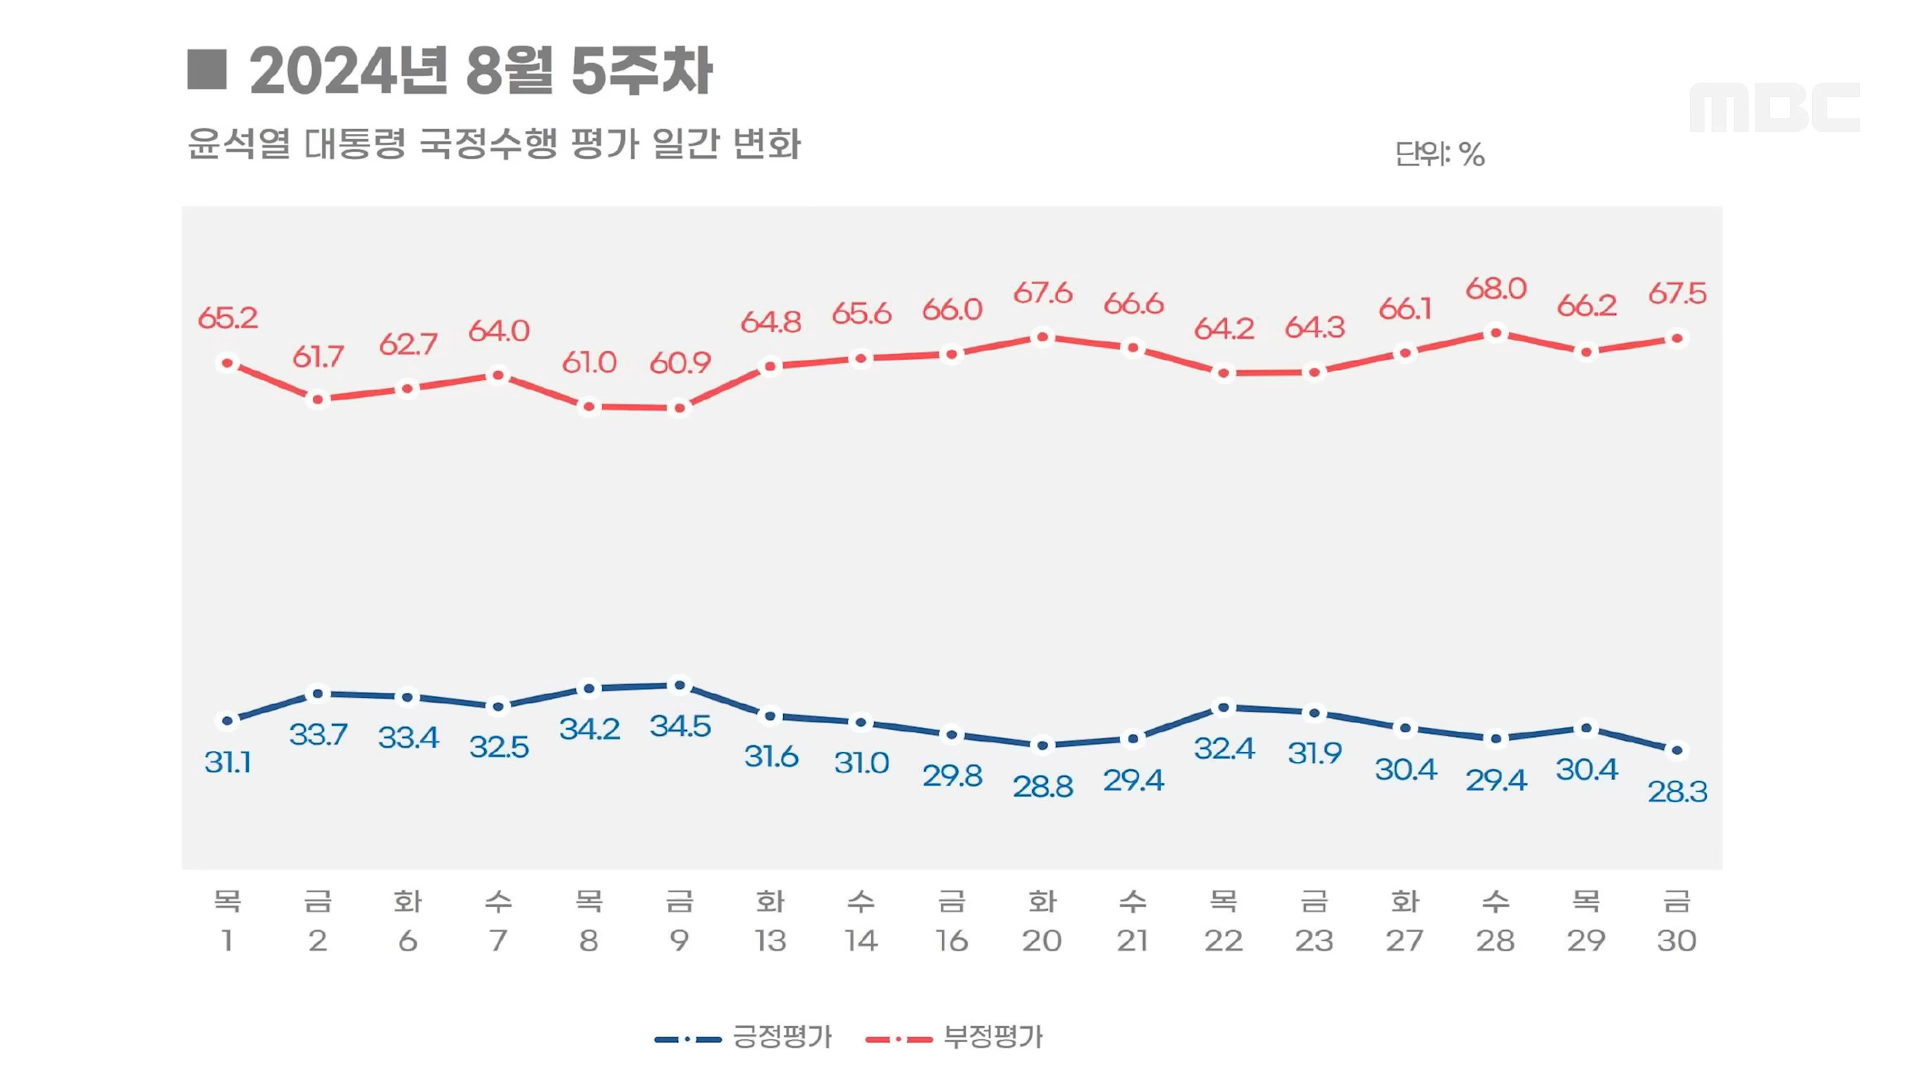 ■ 2024년 8월 5주차
MBC
윤석열 대통령 국정수행 평가 일간 변화
단위: %
65.2 61.7 62.7 64.0 61.0 60.9 64.8 65.6 66.0 67.6 66.6 64.2 64.3 66.1 68.0 66.2 67.5
31.1 33.7 33.4 32.5 34.2 34.5 31.6 31.0 29.8 28.8 29.4 32.4 31.9 30.4 29.4 30.4 28.3
목 금 화 수 목 금 화 수 금 화 수 목 금 화 수 목 금
1 2 6 7 8 9 13 14 16 20 21 22 23 27 28 29 30
긍정평가 부정평가